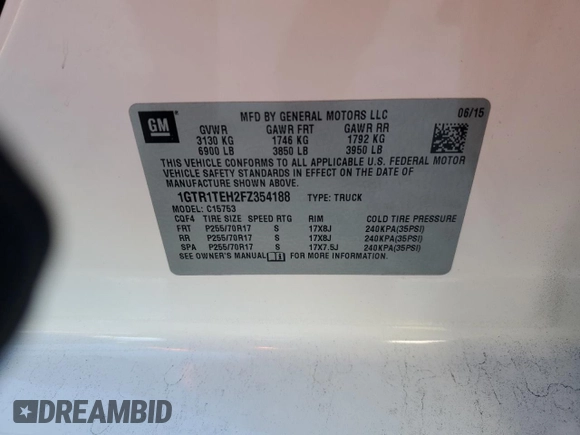 GM
MFD BY GENERAL MOTORS LLC 06/15
GVWR GAWR FRT GAWR RR
3130 KG 1746 KG 1792 KG
6900 LB 3850 LB 3950 LB
THIS VEHICLE CONFORMS TO ALL APPLICABLE U.S. FEDERAL MOTOR
VEHICLE SAFETY STANDARDS IN EFFECT ON THE DATE OF
MANUFACTURE SHOWN ABOVE.
1GTR1TEH2FZ354188 TYPE: TRUCK
MODEL: C15753
CQF4 TIRE SIZE SPEED RTG RIM COLD TIRE PRESSURE
FRT P255/70R17 S 17X8J 240KPA(35PSI)
RR P255/70R17 S 17X8J 240KPA(35PSI)
SPA P255/70R17 S 17X7.5J 240KPA(35PSI)
SEE OWNER'S MANUAL FOR MORE INFORMATION.
DREAMBID